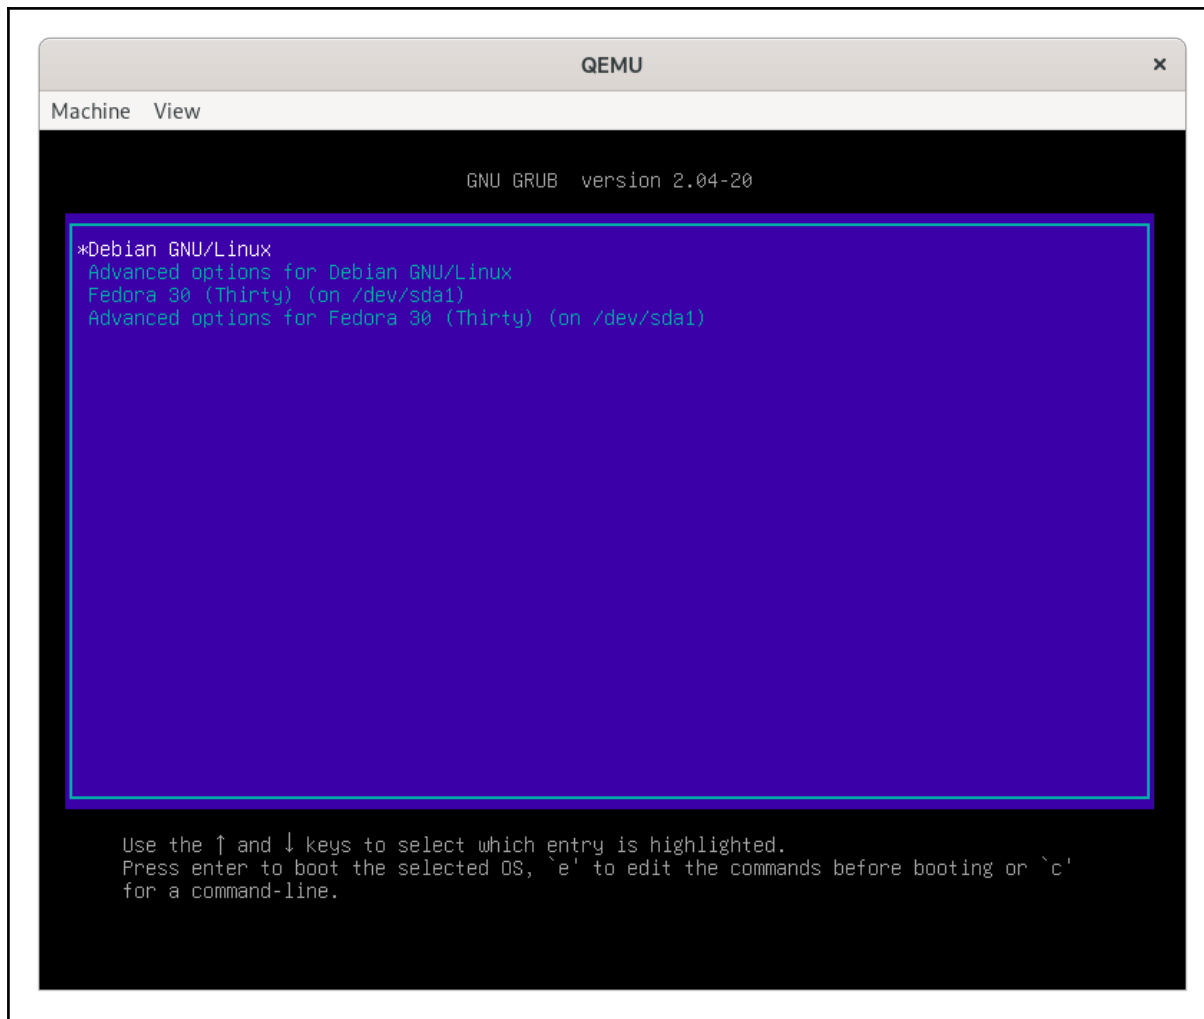 QEMU
×
Machine View
GNU GRUB version 2.04-20
*Debian GNU/Linux
Advanced options for Debian GNU/Linux
Fedora 30 (Thirty) (on /dev/sda1)
Advanced options for Fedora 30 (Thirty) (on /dev/sda1)
Use the ↑ and ↓ keys to select which entry is highlighted.
Press enter to boot the selected OS, `e' to edit the commands before booting or `c'
for a command-line.